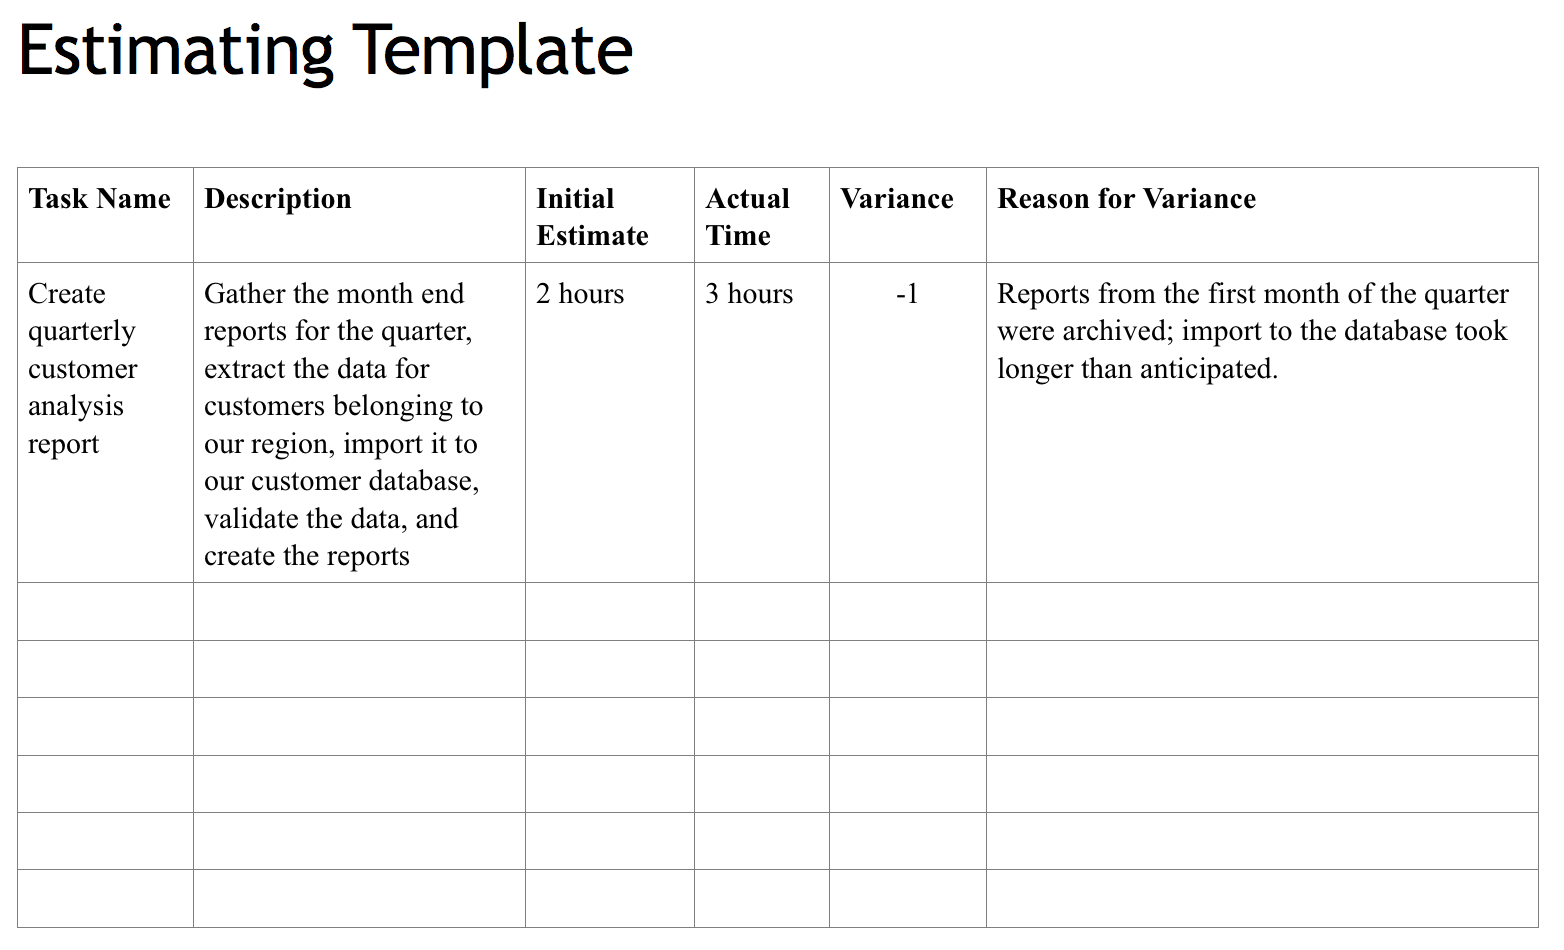 Estimating Template
Task Name
Description
Initial
Estimate
Actual
Time
Variance
Reason for Variance
Create
quarterly
customer
analysis
report
Gather the month end
reports for the quarter,
extract the data for
customers belonging to
our region, import it to
our customer database,
validate the data, and
create the reports
2 hours
3 hours
-1
Reports from the first month of the quarter
were archived; import to the database took
longer than anticipated.